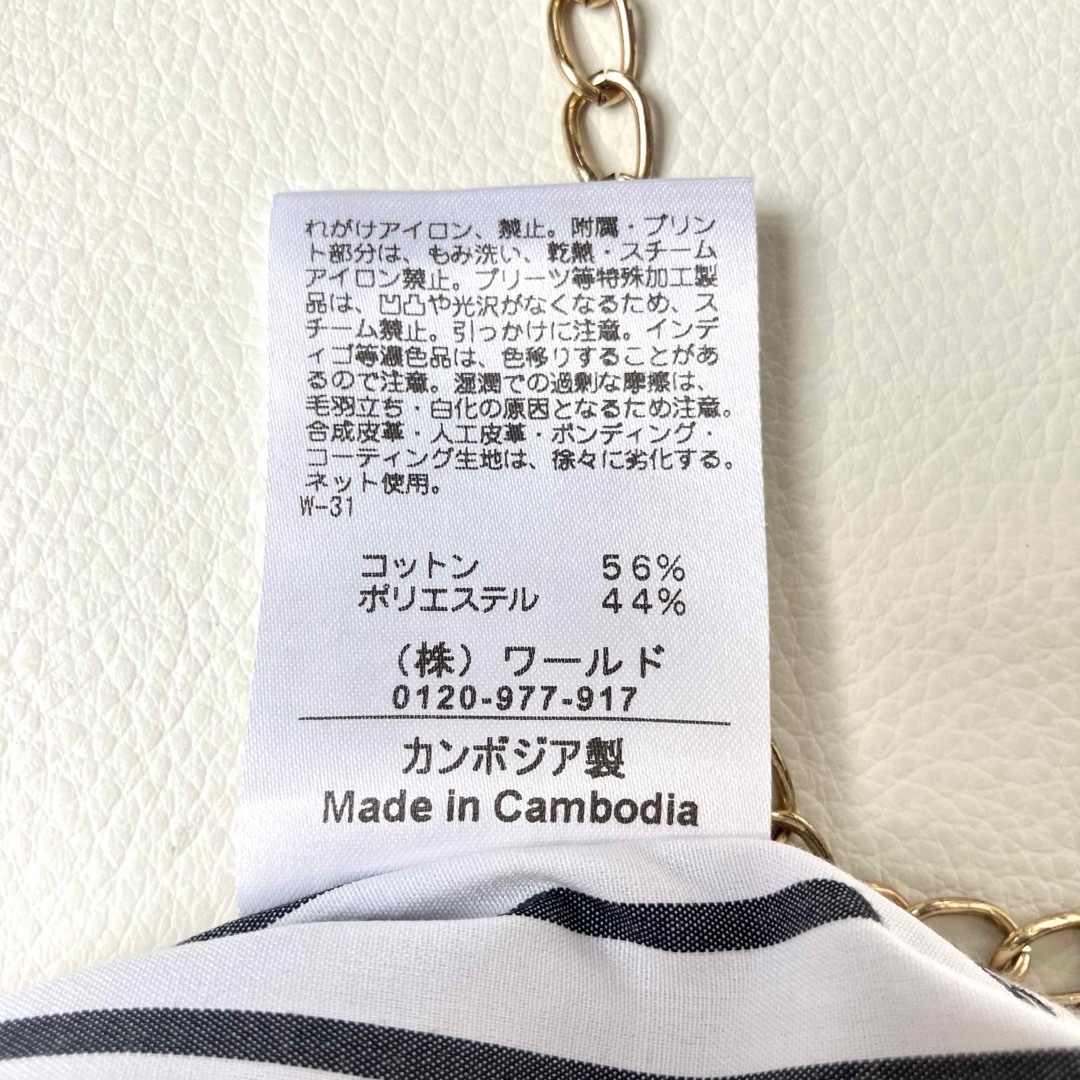 れがけアイロン、禁止。附属・プリン
ト部分は、もみ洗い、乾熱・スチーム
アイロン禁止。プリーツ等特殊加工製
品は、凹凸や光沢がなくなるため、ス
チーム禁止。引っかけに注意。インデ
ィゴ等濃色品は、色移りすることがあ
るので注意。湿潤での過剰な摩擦は、
毛羽立ち・白化の原因となるため注意。
合成皮革・人工皮革・ボンディング・
コーティング生地は、徐々に劣化する。
ネット使用。
W-31
コットン 56%
ポリエステル 44%
（株）ワールド
0120-977-917
カンボジア製
Made in Cambodia